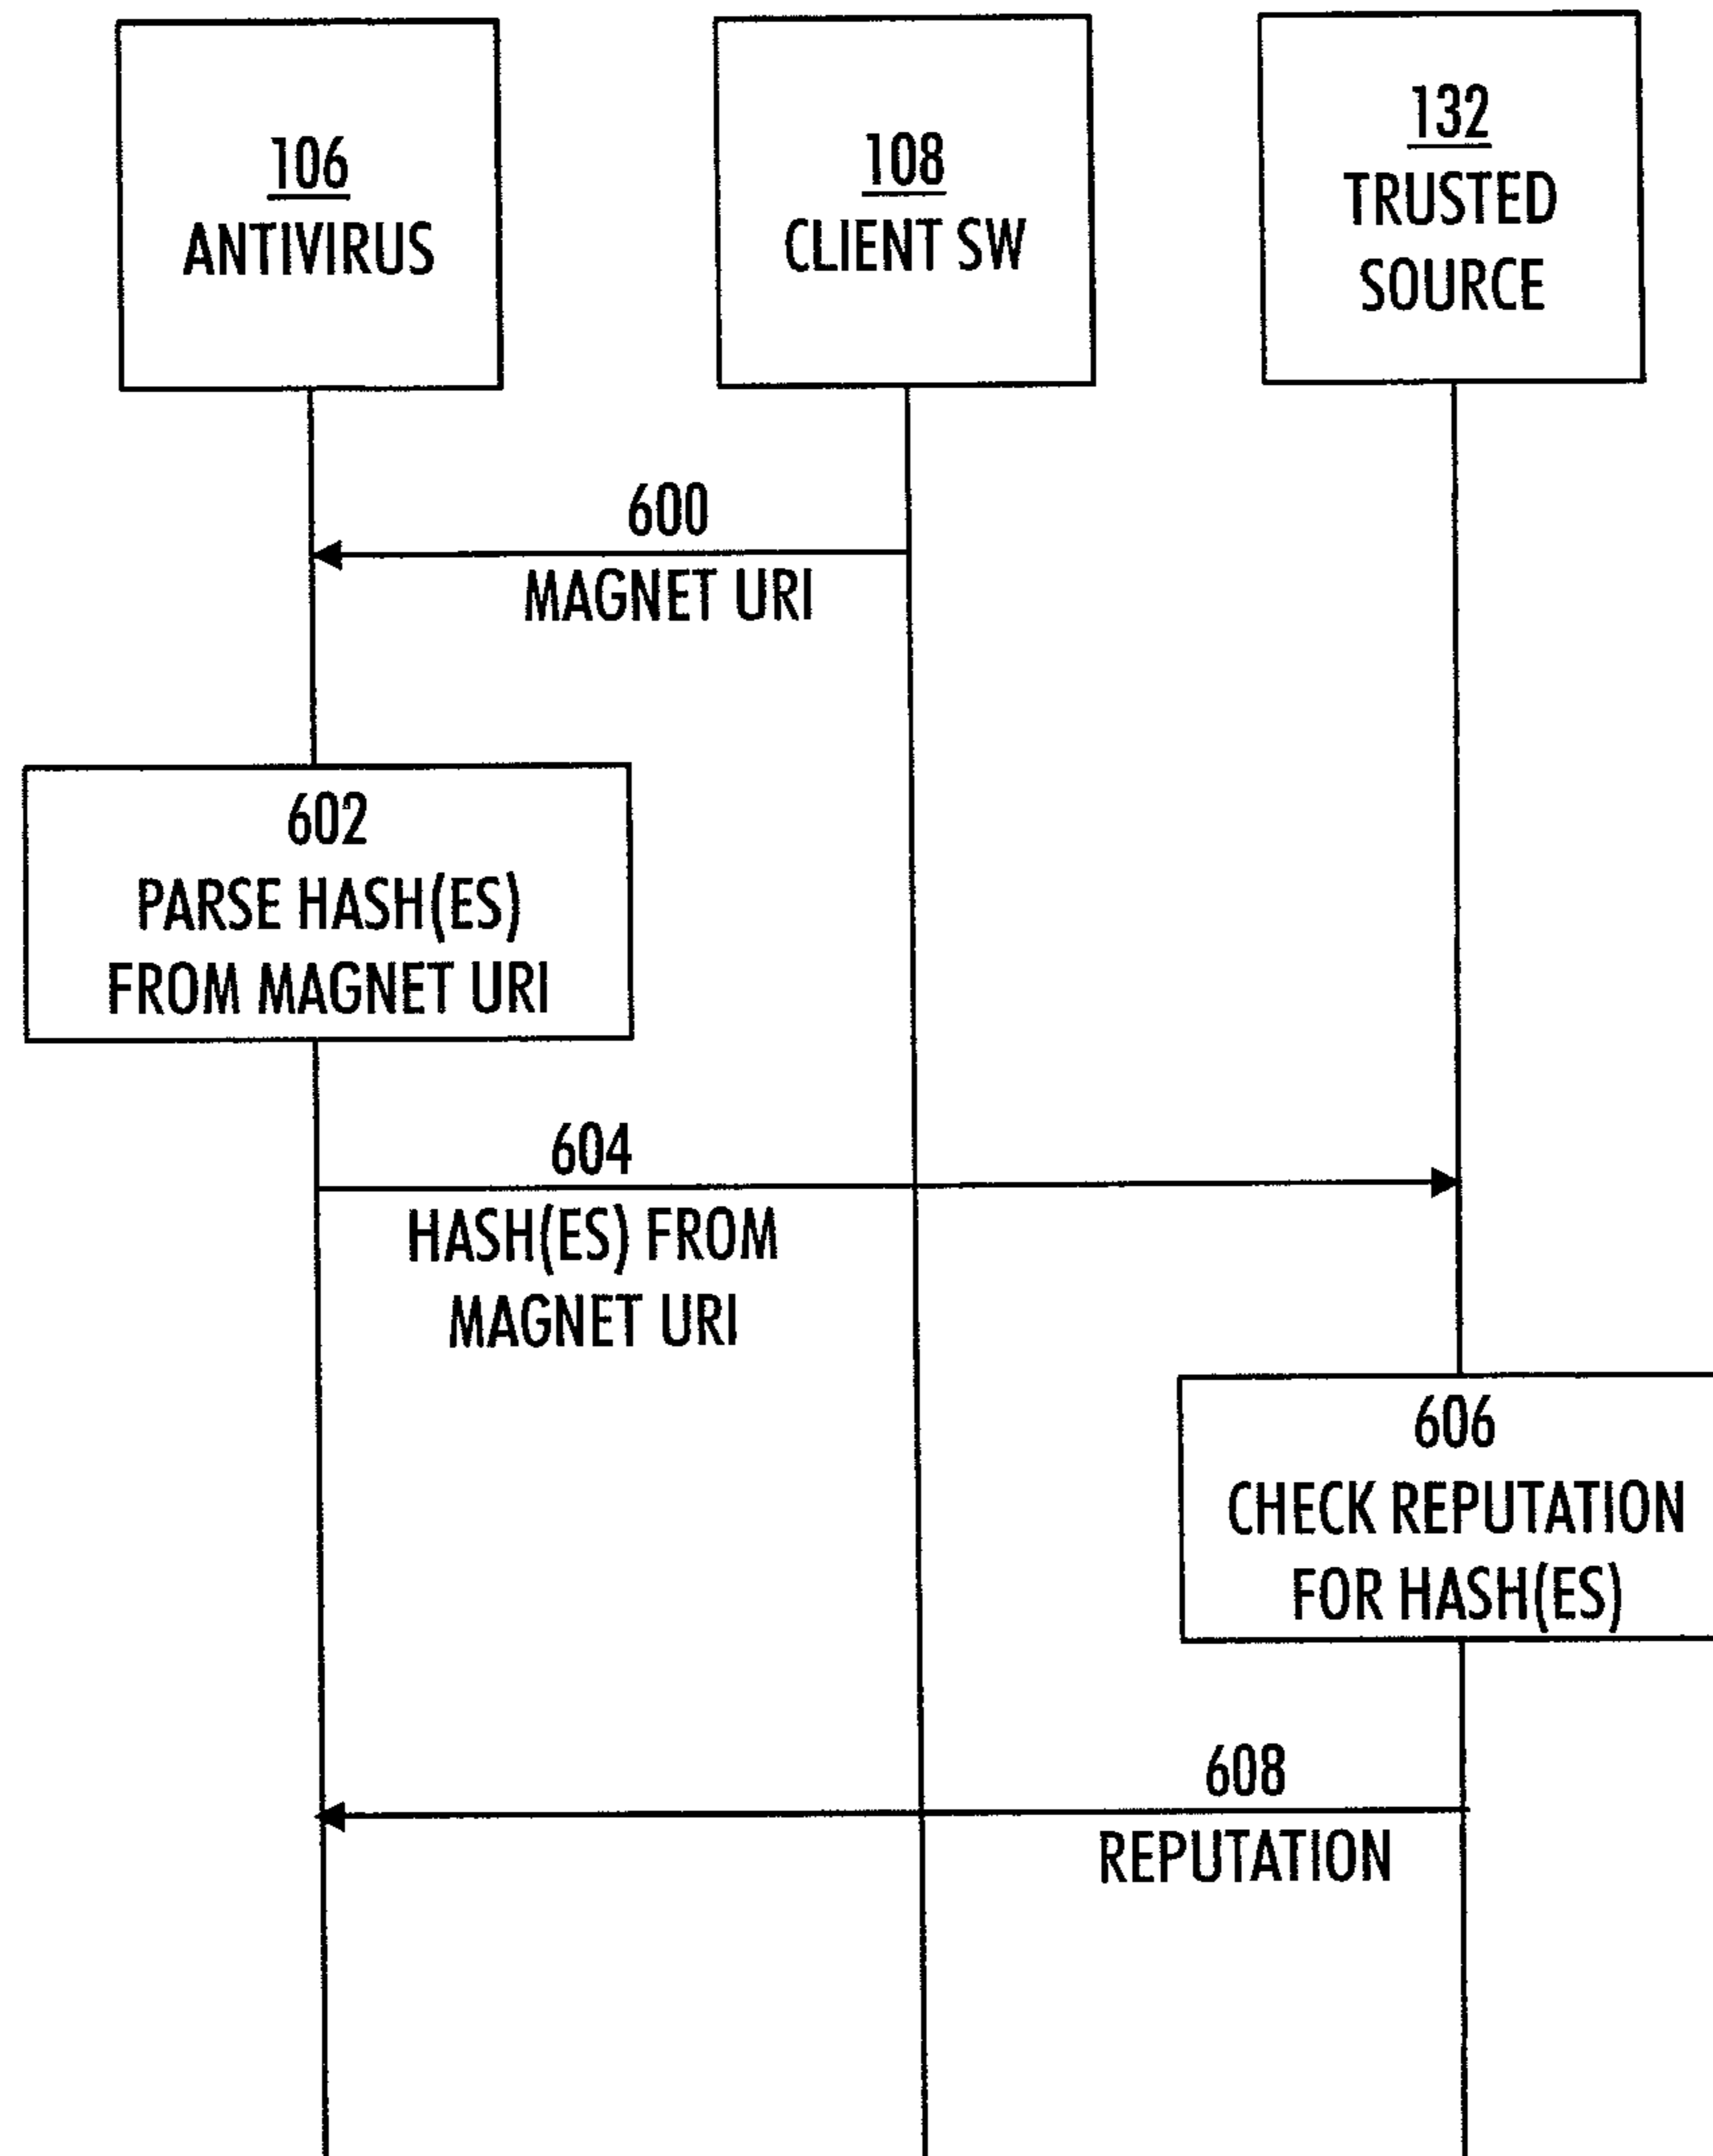 106
ANTIVIRUS
108
CLIENT SW
132
TRUSTED
SOURCE
600
MAGNET URI
602
PARSE HASH(ES)
FROM MAGNET URI
604
HASH(ES) FROM
MAGNET URI
606
CHECK REPUTATION
FOR HASH(ES)
608
REPUTATION